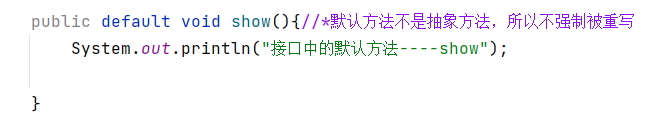 public default void show(){//*默认方法不是抽象方法，所以不强制被重写
System.out.println("接口中的默认方法----show");
}